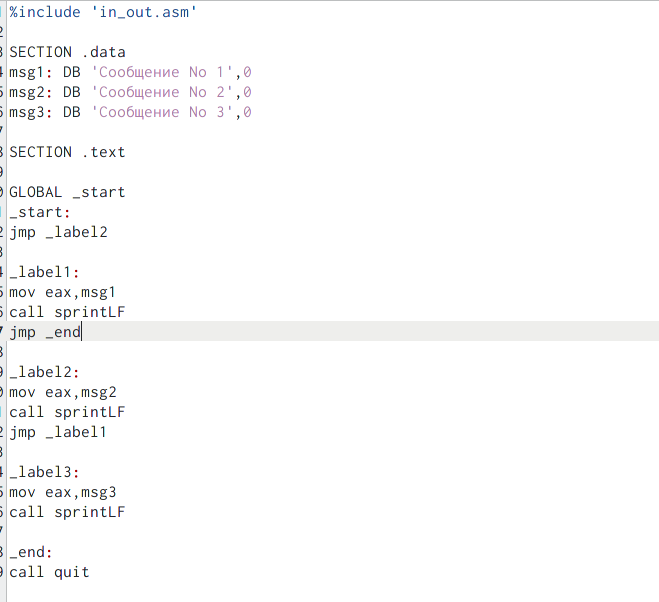 %include 'in_out.asm'
SECTION .data
msg1: DB 'Сообщение No 1',0
msg2: DB 'Сообщение No 2',0
msg3: DB 'Сообщение No 3',0
SECTION .text
GLOBAL _start
_start:
jmp _label2
_label1:
mov eax,msg1
call sprintLF
jmp _end
_label2:
mov eax,msg2
call sprintLF
jmp _label1
_label3:
mov eax,msg3
call sprintLF
_end:
call quit